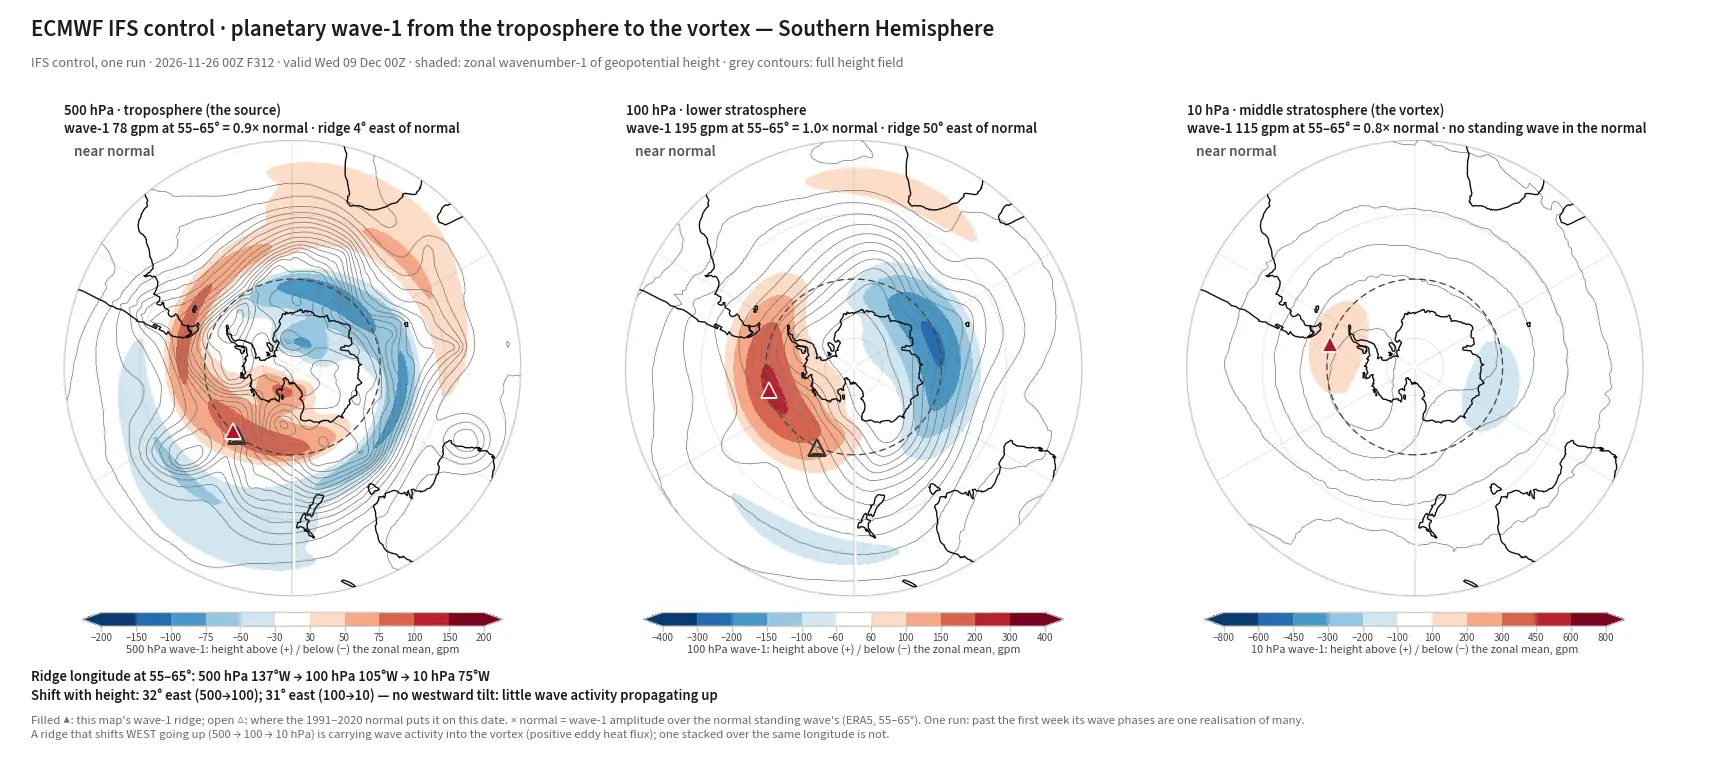 ECMWF IFS control · planetary wave-1 from the troposphere to the vortex — Southern Hemisphere
IFS control, one run · 2026-11-26 00Z F312 · valid Wed 09 Dec 00Z · shaded: zonal wavenumber-1 of geopotential height · grey contours: full height field
500 hPa · troposphere (the source)
wave-1 78 gpm at 55–65° = 0.9× normal · ridge 4° east of normal
near normal
100 hPa · lower stratosphere
wave-1 195 gpm at 55–65° = 1.0× normal · ridge 50° east of normal
near normal
10 hPa · middle stratosphere (the vortex)
wave-1 115 gpm at 55–65° = 0.8× normal · no standing wave in the normal
near normal
−200 −150 −100 −75 −50 −30 30 50 75 100 150 200
500 hPa wave-1: height above (+) / below (−) the zonal mean, gpm
−400 −300 −200 −150 −100 −60 60 100 150 200 300 400
100 hPa wave-1: height above (+) / below (−) the zonal mean, gpm
−800 −600 −450 −300 −200 −100 100 200 300 450 600 800
10 hPa wave-1: height above (+) / below (−) the zonal mean, gpm
Ridge longitude at 55–65°: 500 hPa 137°W → 100 hPa 105°W → 10 hPa 75°W
Shift with height: 32° east (500→100); 31° east (100→10) — no westward tilt: little wave activity propagating up
Filled ▲: this map's wave-1 ridge; open △: where the 1991–2020 normal puts it on this date. × normal = wave-1 amplitude over the normal standing wave's (ERA5, 55–65°). One run: past the first week its wave phases are one realisation of many.
A ridge that shifts WEST going up (500 → 100 → 10 hPa) is carrying wave activity into the vortex (positive eddy heat flux); one stacked over the same longitude is not.